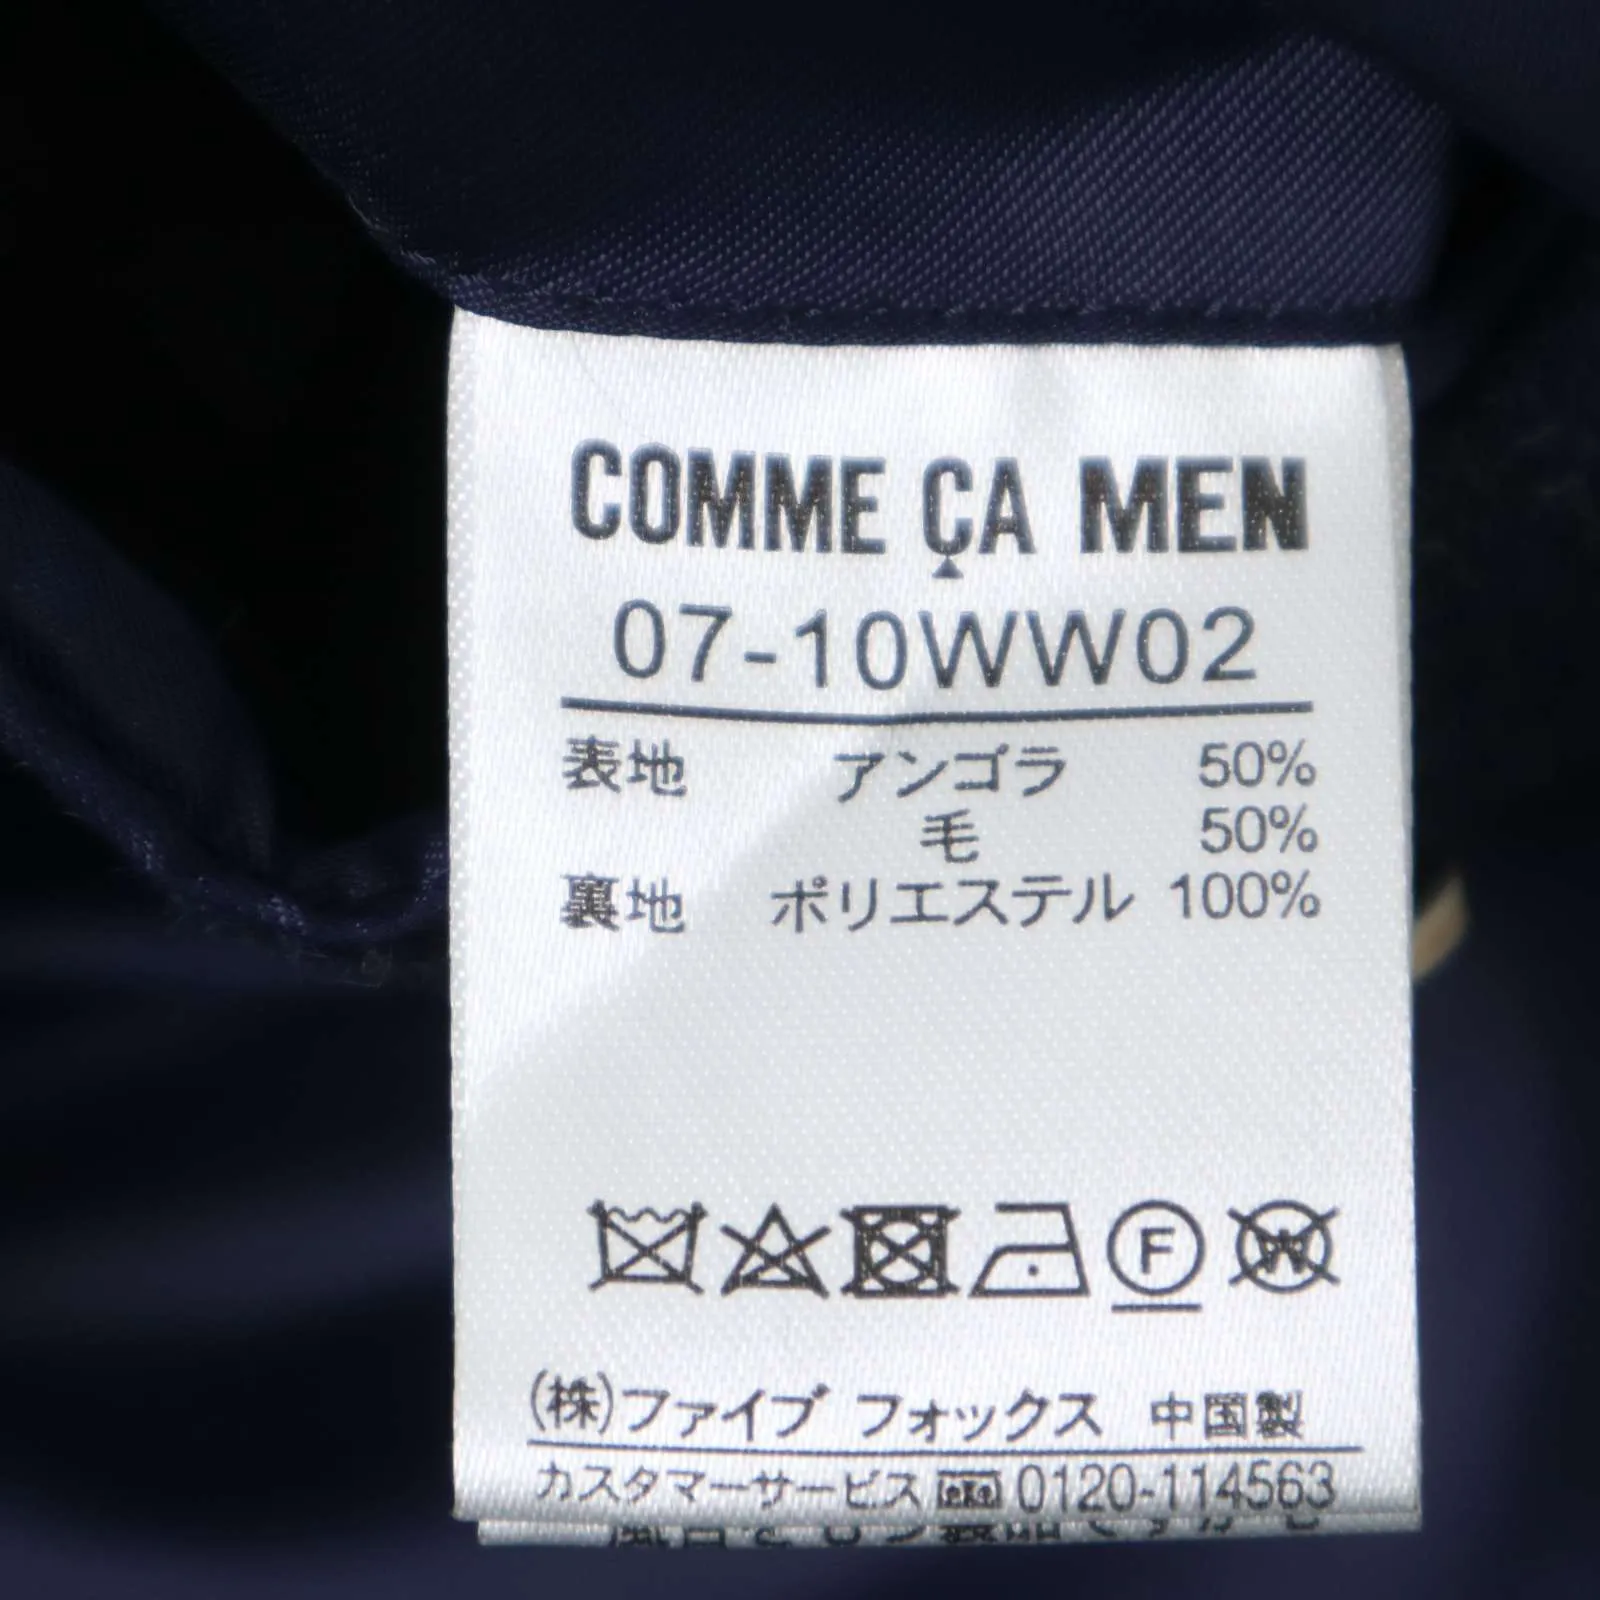 COMME ÇA MEN
07-10WW02
表地 アンゴラ 50%
毛 50%
裏地 ポリエステル 100%
F
W
(株)ファイブ フォックス 中国製
カスタマーサービス 0120-114563